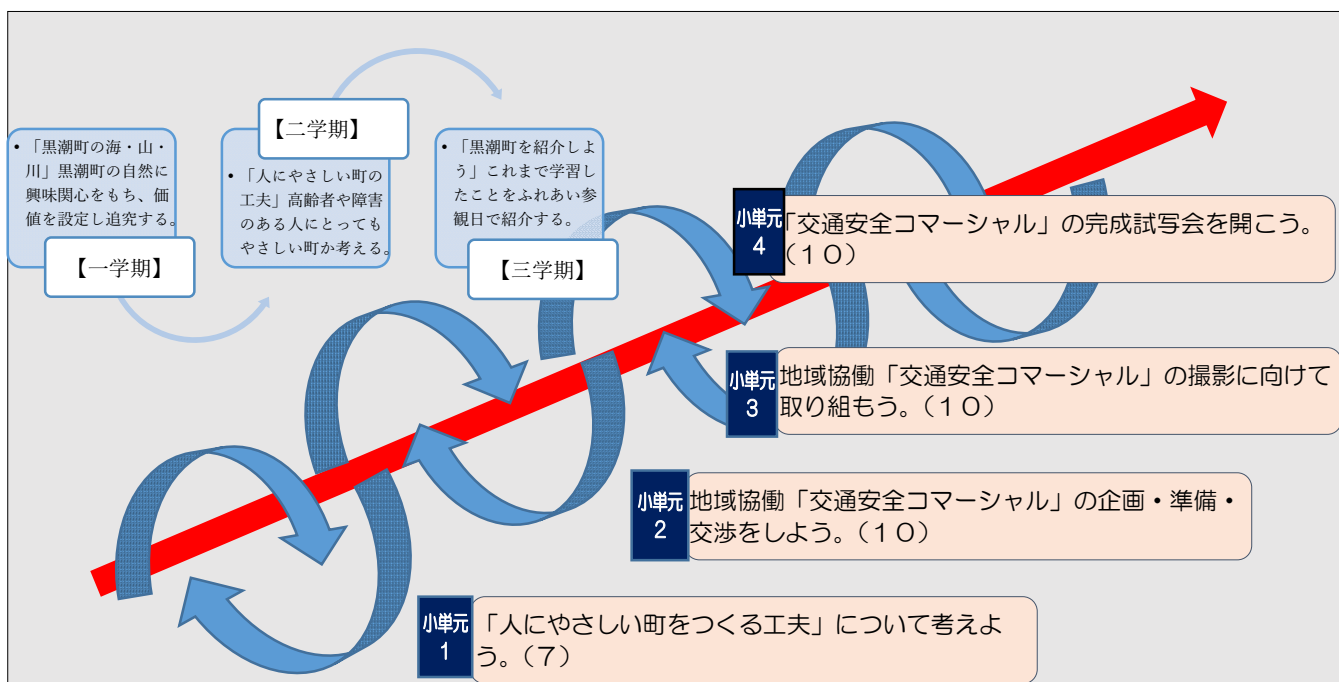 ・「黒潮町の海・山・
川」黒潮町の自然に
興味関心をもち、価
値を設定し追究する。
【一学期】
【二学期】
・「人にやさしい町の
工夫」高齢者や障害
のある人にとっても
やさしい町か考える。
・「黒潮町を紹介しよ
う」これまで学習し
たことをふれあい参
観日で紹介する。
【三学期】
小単元
4
「交通安全コマーシャル」の完成試写会を開こう。
(10)
小単元
3
地域協働「交通安全コマーシャル」の撮影に向けて
取り組もう。(10)
小単元
2
地域協働「交通安全コマーシャル」の企画・準備・
交渉をしよう。(10)
小単元
1
「人にやさしい町をつくる工夫」について考えよ
う。(7)